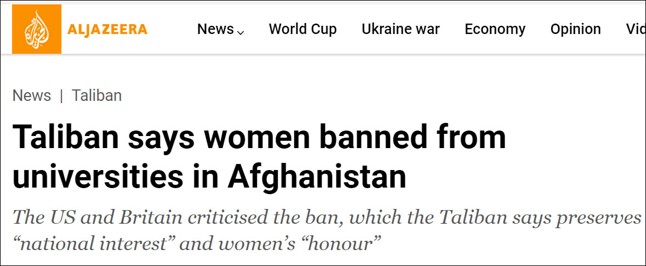 ALJAZEERA News World Cup Ukraine war Economy Opinion
News | Taliban
Taliban says women banned from
universities in Afghanistan
The US and Britain criticised the ban, which the Taliban says preserves
“national interest” and women’s “honour”